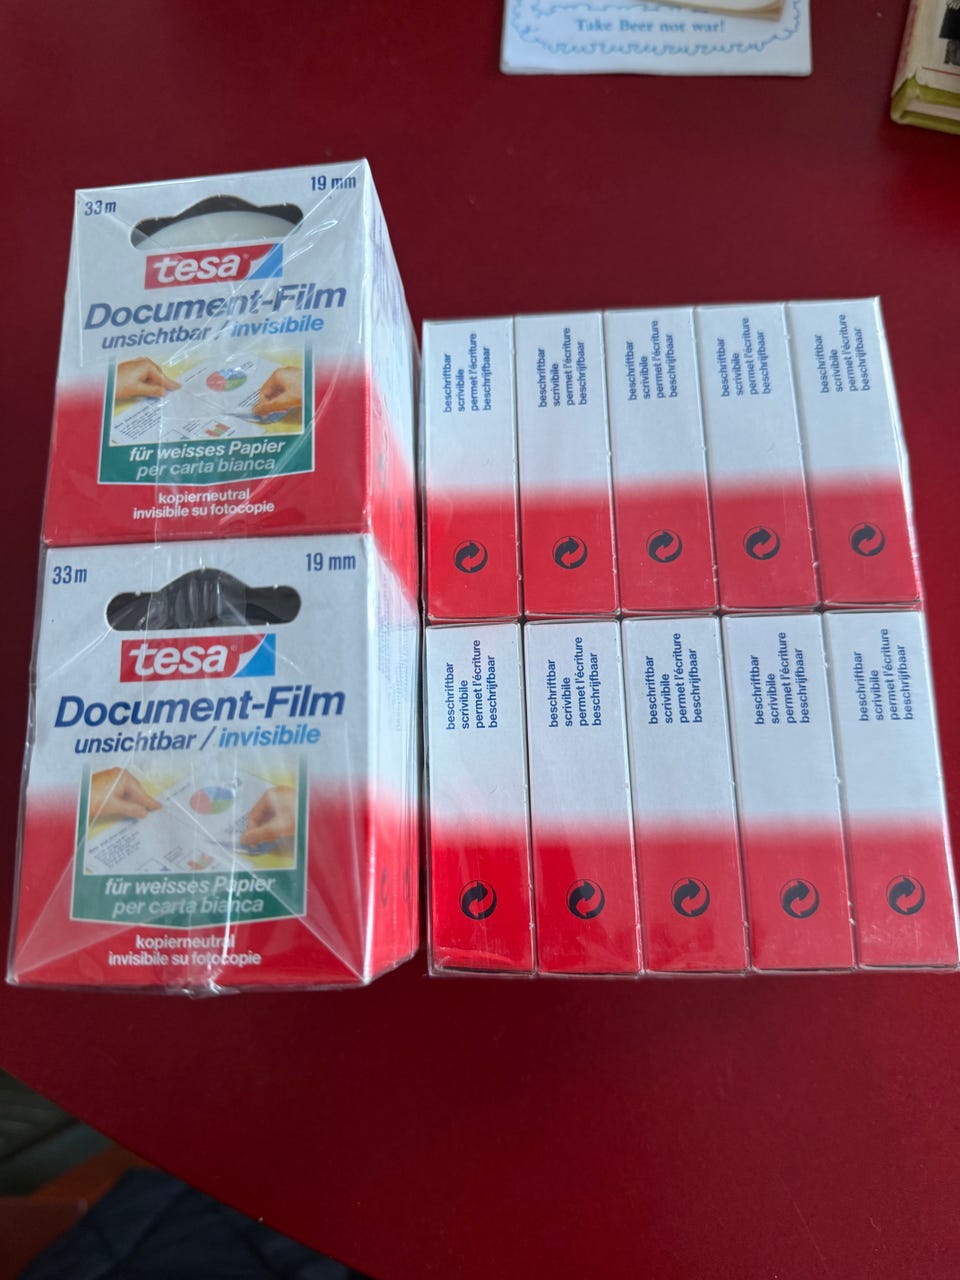 Take Beer not war!
33m
19 mm
tesa
Document-Film
unsichtbar / invisibile
für weisses Papier
per carta bianca
kopierneutral
invisibile su fotocopie
33m
19 mm
tesa
Document-Film
unsichtbar / invisibile
für weisses Papier
per carta bianca
kopierneutral
invisibile su fotocopie
beschriftbar
scrivibile
permet l'écriture
beschrijfbaar
beschriftbar
scrivibile
permet l'écriture
beschrijfbaar
beschriftbar
scrivibile
permet l'écriture
beschrijfbaar
beschriftbar
scrivibile
permet l'écriture
beschrijfbaar
beschriftbar
scrivibile
permet l'écriture
beschrijfbaar
beschriftbar
scrivibile
permet l'écriture
beschrijfbaar
beschriftbar
scrivibile
permet l'écriture
beschrijfbaar
beschriftbar
scrivibile
permet l'écriture
beschrijfbaar
beschriftbar
scrivibile
permet l'écriture
beschrijfbaar
beschriftbar
scrivibile
permet l'écriture
beschrijfbaar